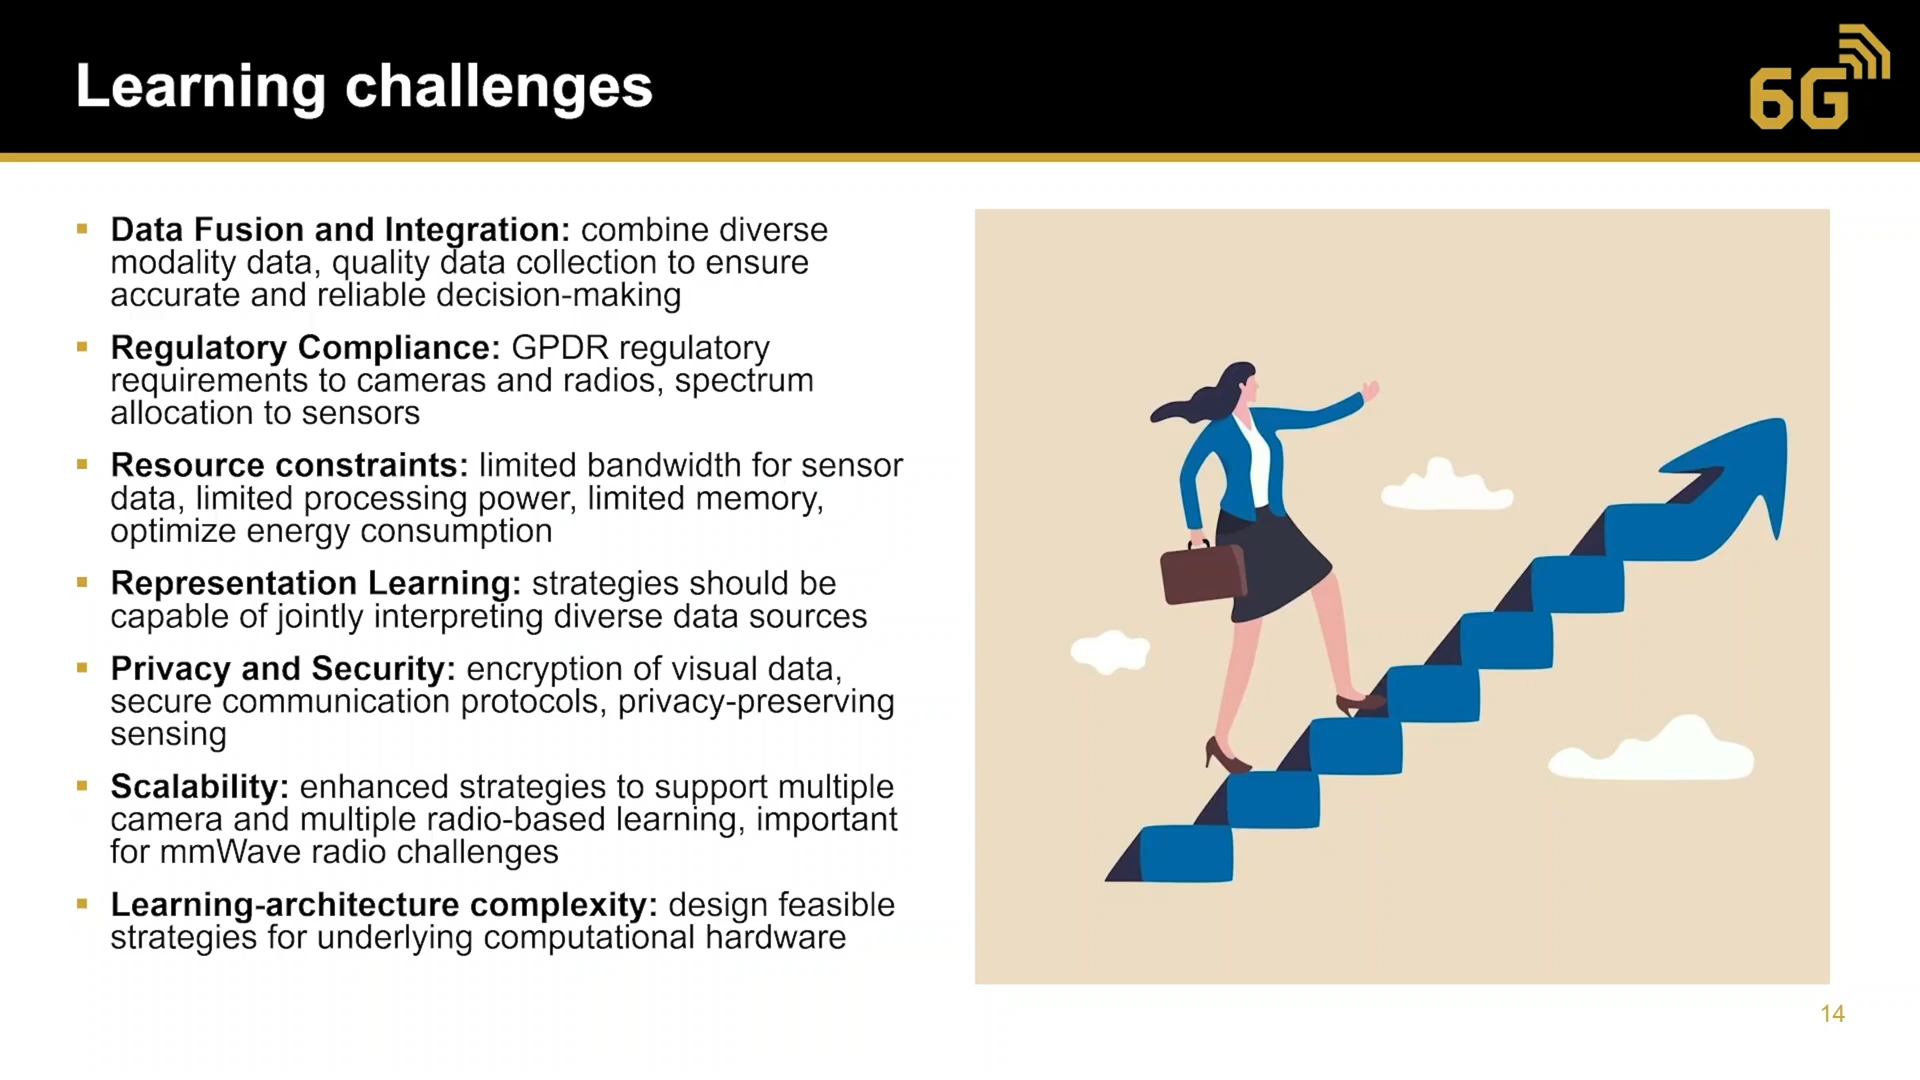 Learning challenges
6G
▪ Data Fusion and Integration: combine diverse
modality data, quality data collection to ensure
accurate and reliable decision-making
▪ Regulatory Compliance: GPDR regulatory
requirements to cameras and radios, spectrum
allocation to sensors
▪ Resource constraints: limited bandwidth for sensor
data, limited processing power, limited memory,
optimize energy consumption
▪ Representation Learning: strategies should be
capable of jointly interpreting diverse data sources
▪ Privacy and Security: encryption of visual data,
secure communication protocols, privacy-preserving
sensing
▪ Scalability: enhanced strategies to support multiple
camera and multiple radio-based learning, important
for mmWave radio challenges
▪ Learning-architecture complexity: design feasible
strategies for underlying computational hardware
14